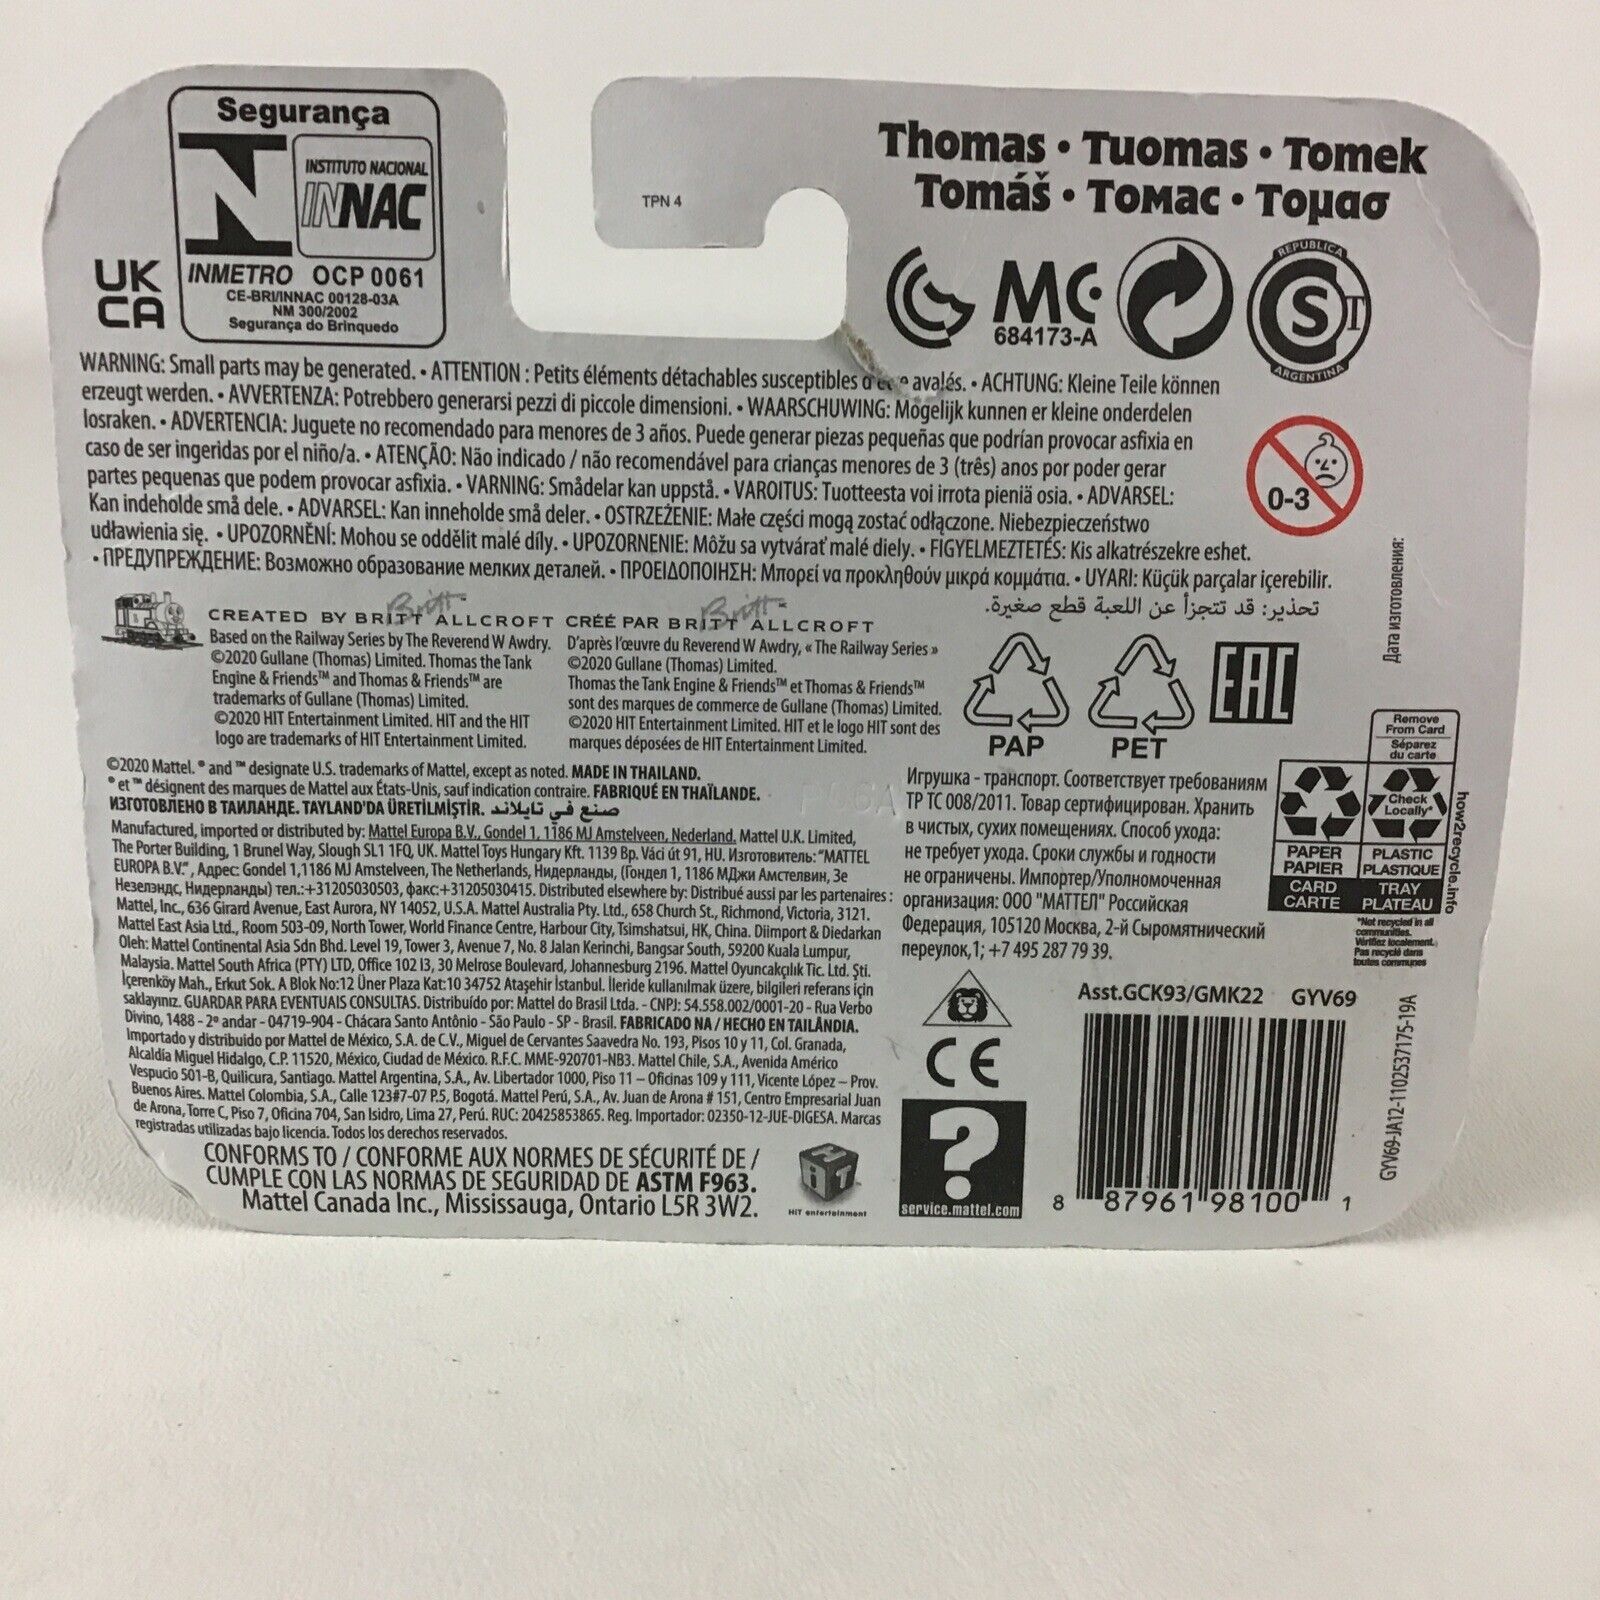 Segurança
INSTITUTO NACIONAL
INNAC
INMETRO OCP 0061
CE-BRI/INNAC 00128-03A
NM 300/2002
Segurança do Brinquedo
UK
CA
TPN 4
Thomas • Tuomas • Tomek
Tomáš • Томас • Τομασ
MC
684173-A
REPUBLICA
S T
ARGENTINA
WARNING: Small parts may be generated. • ATTENTION : Petits éléments détachables susceptibles avalés. • ACHTUNG: Kleine Teile können
erzeugt werden. • AVVERTENZA: Potrebbero generarsi pezzi di piccole dimensioni. • WAARSCHUWING: Mogelijk kunnen er kleine onderdelen
losraken. • ADVERTENCIA: Juguete no recomendado para menores de 3 años. Puede generar piezas pequeñas que podrían provocar asfixia en
caso de ser ingeridas por el niño/a. • ATENÇÃO: Não indicado / não recomendável para crianças menores de 3 (três) anos por poder gerar
partes pequenas que podem provocar asfixia. • VARNING: Smådelar kan uppstå. • VAROITUS: Tuotteesta voi irrota pieniä osia. • ADVARSEL:
Kan indeholde små dele. • ADVARSEL: Kan inneholde små deler. • OSTRZEŻENIE: Małe części mogą zostać odłączone. Niebezpieczeństwo
udławienia się. • UPOZORNĚNÍ: Mohou se oddělit malé díly. • UPOZORNENIE: Môžu sa vytvárať malé diely. • FIGYELMEZTETÉS: Kis alkatrészekre eshet.
• ПРЕДУПРЕЖДЕНИЕ: Возможно образование мелких деталей. • ΠΡΟΕΙΔΟΠΟΙΗΣΗ: Μπορεί να προκληθούν μικρά κομμάτια. • UYARI: Küçük parçalar içerebilir.
تحذير: قد تتجزأ عن اللعبة قطع صغيرة.
0-3
Дата изготовления:
CREATED BY BRITT ALLCROFT
Britt™
Based on the Railway Series by The Reverend W Awdry.
©2020 Gullane (Thomas) Limited. Thomas the Tank
Engine & Friends™ and Thomas & Friends™ are
trademarks of Gullane (Thomas) Limited.
©2020 HIT Entertainment Limited. HIT and the HIT
logo are trademarks of HIT Entertainment Limited.
CRÉÉ PAR BRITT ALLCROFT
Britt™
D'après l'œuvre du Reverend W Awdry, « The Railway Series »
©2020 Gullane (Thomas) Limited.
Thomas the Tank Engine & Friends™ et Thomas & Friends™
sont des marques de commerce de Gullane (Thomas) Limited.
©2020 HIT Entertainment Limited. HIT et le logo HIT sont des
marques déposées de HIT Entertainment Limited.
PAP
PET
EAC
©2020 Mattel. ® and ™ designate U.S. trademarks of Mattel, except as noted. MADE IN THAILAND.
® et ™ désignent des marques de Mattel aux États-Unis, sauf indication contraire. FABRIQUÉ EN THAÏLANDE.
ИЗГОТОВЛЕНО В ТАИЛАНДЕ. TAYLAND'DA ÜRETİLMİŞTİR. صنع في تايلاند
Manufactured, imported or distributed by: Mattel Europa B.V., Gondel 1, 1186 MJ Amstelveen, Nederland. Mattel U.K. Limited,
The Porter Building, 1 Brunel Way, Slough SL1 1FQ, UK. Mattel Toys Hungary Kft. 1139 Bp. Váci út 91, HU. Изготовитель: "MATTEL
EUROPA B.V.", Адрес: Gondel 1,1186 MJ Amstelveen, The Netherlands, Нидерланды, (Гондел 1, 1186 МДжи Амстелвин, Зе
Незелэндс, Нидерланды) тел.:+31205030503, факс:+31205030415. Distributed elsewhere by: Distribué aussi par les partenaires :
Mattel, Inc., 636 Girard Avenue, East Aurora, NY 14052, U.S.A. Mattel Australia Pty. Ltd., 658 Church St., Richmond, Victoria, 3121.
Mattel East Asia Ltd., Room 503-09, North Tower, World Finance Centre, Harbour City, Tsimshatsui, HK, China. Diimport & Diedarkan
Oleh: Mattel Continental Asia Sdn Bhd. Level 19, Tower 3, Avenue 7, No. 8 Jalan Kerinchi, Bangsar South, 59200 Kuala Lumpur,
Malaysia. Mattel South Africa (PTY) LTD, Office 102 I3, 30 Melrose Boulevard, Johannesburg 2196. Mattel Oyuncakçılık Tic. Ltd. Şti.
İçerenköy Mah., Erkut Sok. A Blok No:12 Üner Plaza Kat:10 34752 Ataşehir İstanbul. İleride kullanılmak üzere, bilgileri referans için
saklayınız. GUARDAR PARA EVENTUAIS CONSULTAS. Distribuído por: Mattel do Brasil Ltda. - CNPJ: 54.558.002/0001-20 - Rua Verbo
Divino, 1488 - 2º andar - 04719-904 - Chácara Santo Antônio - São Paulo - SP - Brasil. FABRICADO NA / HECHO EN TAILÂNDIA.
Importado y distribuido por Mattel de México, S.A. de C.V., Miguel de Cervantes Saavedra No. 193, Pisos 10 y 11, Col. Granada,
Alcaldía Miguel Hidalgo, C.P. 11520, México, Ciudad de México. R.F.C. MME-920701-NB3. Mattel Chile, S.A., Avenida Américo
Vespucio 501-B, Quilicura, Santiago. Mattel Argentina, S.A., Av. Libertador 1000, Piso 11 – Oficinas 109 y 111, Vicente López – Prov.
Buenos Aires. Mattel Colombia, S.A., Calle 123#7-07 P.5, Bogotá. Mattel Perú, S.A., Av. Juan de Arona # 151, Centro Empresarial Juan
de Arona, Torre C, Piso 7, Oficina 704, San Isidro, Lima 27, Perú. RUC: 20425853865. Reg. Importador: 02350-12-JUE-DIGESA. Marcas
registradas utilizadas bajo licencia. Todos los derechos reservados.
CONFORMS TO / CONFORME AUX NORMES DE SÉCURITÉ DE /
CUMPLE CON LAS NORMAS DE SEGURIDAD DE ASTM F963.
Mattel Canada Inc., Mississauga, Ontario L5R 3W2.
HiT
HiT entertainment
Игрушка - транспорт. Соответствует требованиям
ТР ТС 008/2011. Товар сертифицирован. Хранить
в чистых, сухих помещениях. Способ ухода:
не требует ухода. Сроки службы и годности
не ограничены. Импортер/Уполномоченная
организация: ООО "МАТТЕЛ" Российская
Федерация, 105120 Москва, 2-й Сыромятнический
переулок,1; +7 495 287 79 39.
Remove
From Card
Séparez
du carte
Check
Locally*
PAPER
PAPIER
CARD
CARTE
PLASTIC
PLASTIQUE
TRAY
PLATEAU
how2recycle.info
*Not recycled in all
communities.
Vérifiez localement.
Pas recyclé dans
toutes communes
CE
?
service.mattel.com
Asst.GCK93/GMK22 GYV69
8 87961 98100 1
GYV69-JA12-1102537175-19A